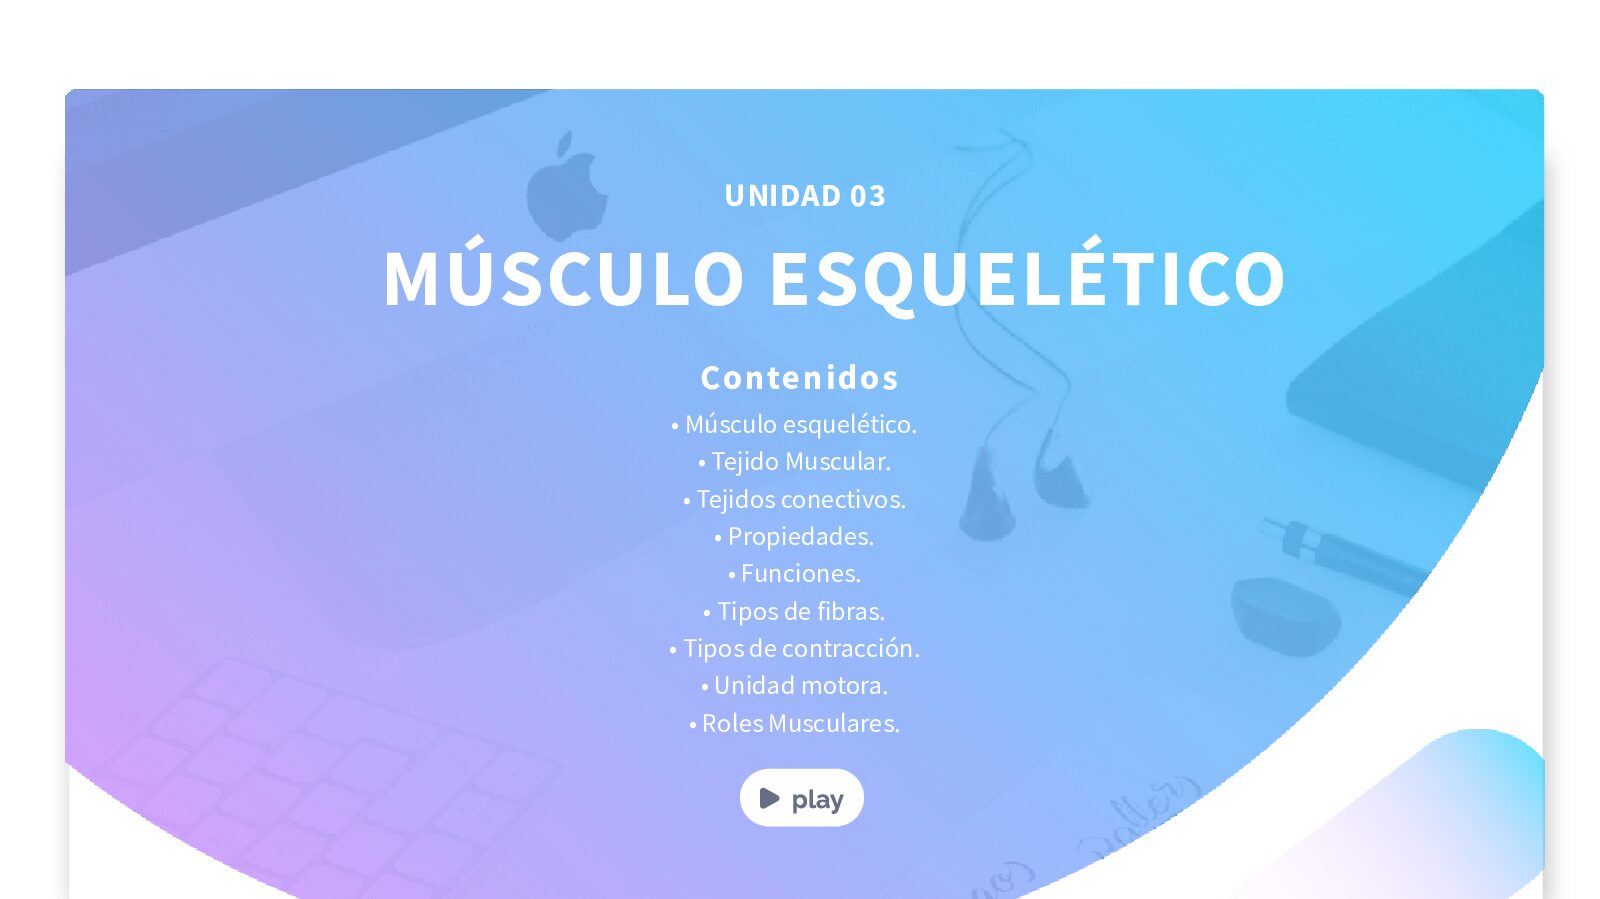 UNIDAD 03
MÚSCULO ESQUELÉTICO
Contenidos
• Músculo esquelético.
• Tejido Muscular.
• Tejidos conectivos.
• Propiedades.
• Funciones.
• Tipos de fibras.
• Tipos de contracción.
• Unidad motora.
• Roles Musculares.
play